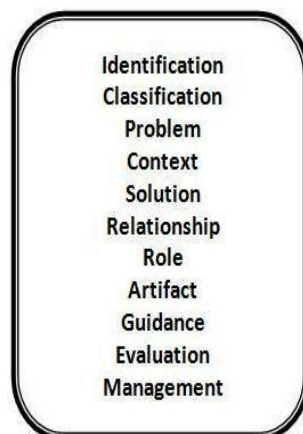 Identification
Classification
Problem
Context
Solution
Relationship
Role
Artifact
Guidance
Evaluation
Management